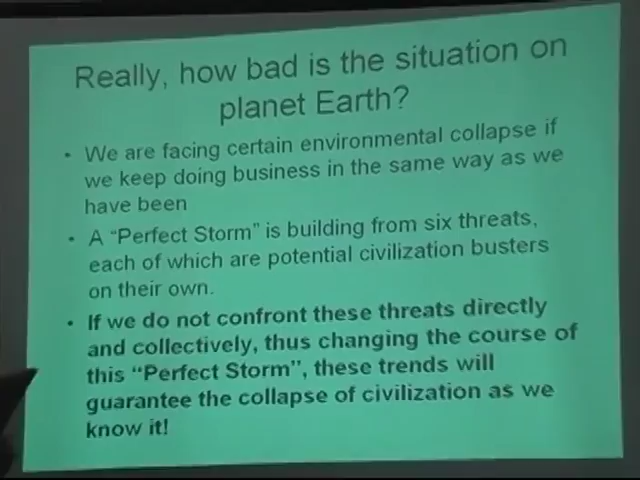 Really, how bad is the situation on
planet Earth?
• We are facing certain environmental collapse if
we keep doing business in the same way as we
have been
• A “Perfect Storm” is building from six threats,
each of which are potential civilization busters
on their own.
• If we do not confront these threats directly
and collectively, thus changing the course of
this “Perfect Storm”, these trends will
guarantee the collapse of civilization as we
know it!